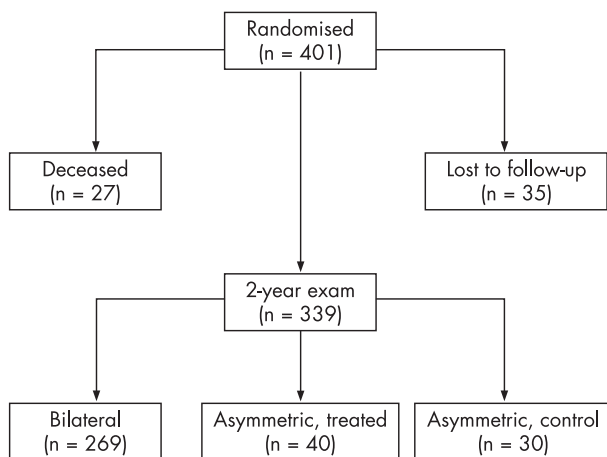 Randomised
(n = 401)
Deceased
(n = 27)
Lost to follow-up
(n = 35)
2-year exam
(n = 339)
Bilateral
(n = 269)
Asymmetric, treated
(n = 40)
Asymmetric, control
(n = 30)